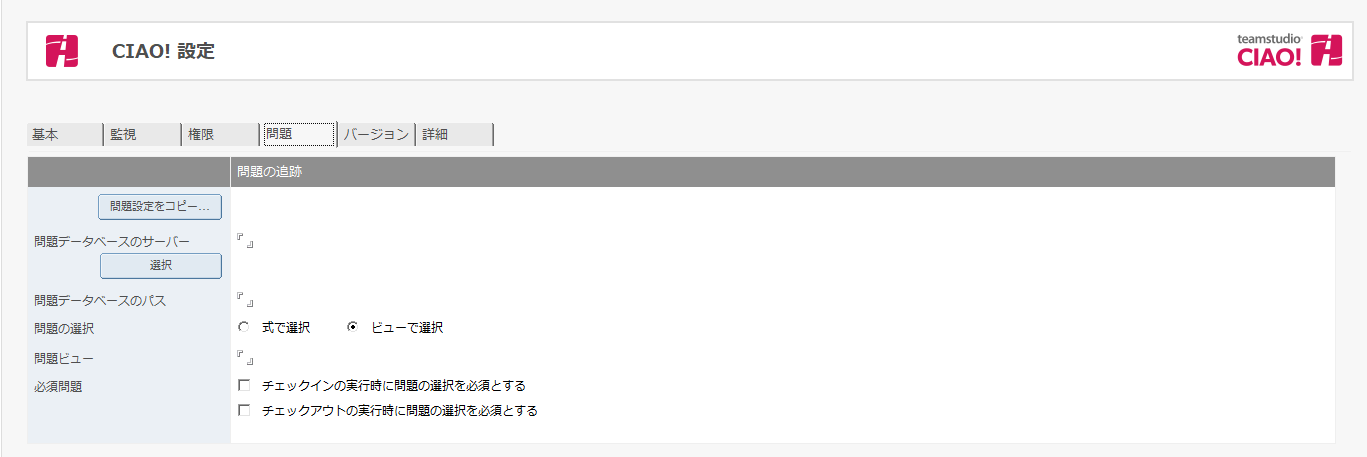 CIAO! 設定
teamstudio
CIAO!
基本 監視 権限 問題 バージョン 詳細
問題の追跡
問題設定をコピー...
問題データベースのサーバー 『 』
選択
問題データベースのパス 『 』
問題の選択 式で選択 ビューで選択
問題ビュー 『 』
必須問題 チェックインの実行時に問題の選択を必須とする
チェックアウトの実行時に問題の選択を必須とする